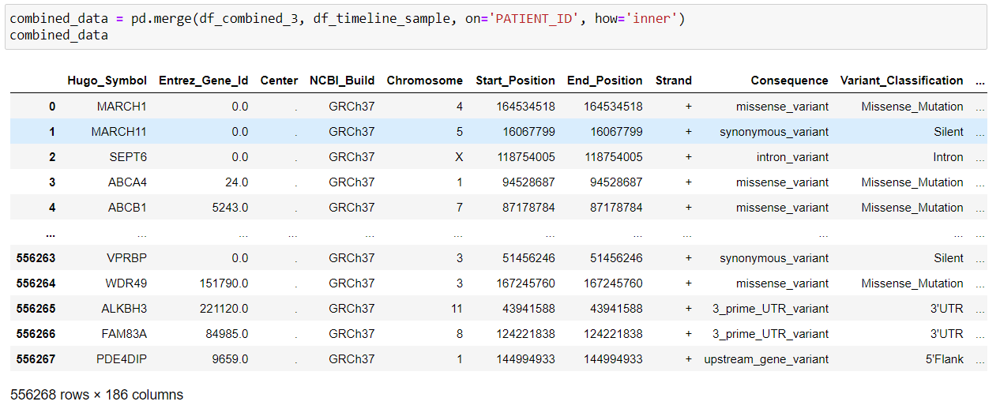 combined_data = pd.merge(df_combined_3, df_timeline_sample, on='PATIENT_ID', how='inner')
combined_data
Hugo_Symbol Entrez_Gene_Id Center NCBI_Build Chromosome Start_Position End_Position Strand Consequence Variant_Classification ...
0 MARCH1 0.0 . GRCh37 4 164534518 164534518 + missense_variant Missense_Mutation ...
1 MARCH11 0.0 . GRCh37 5 16067799 16067799 + synonymous_variant Silent ...
2 SEPT6 0.0 . GRCh37 X 118754005 118754005 + intron_variant Intron ...
3 ABCA4 24.0 . GRCh37 1 94528687 94528687 + missense_variant Missense_Mutation ...
4 ABCB1 5243.0 . GRCh37 7 87178784 87178784 + missense_variant Missense_Mutation ...
... ... ... ... ... ... ... ... ... ... ... ...
556263 VPRBP 0.0 . GRCh37 3 51456246 51456246 + synonymous_variant Silent ...
556264 WDR49 151790.0 . GRCh37 3 167245760 167245760 + missense_variant Missense_Mutation ...
556265 ALKBH3 221120.0 . GRCh37 11 43941588 43941588 + 3_prime_UTR_variant 3'UTR ...
556266 FAM83A 84985.0 . GRCh37 8 124221838 124221838 + 3_prime_UTR_variant 3'UTR ...
556267 PDE4DIP 9659.0 . GRCh37 1 144994933 144994933 + upstream_gene_variant 5'Flank ...
556268 rows × 186 columns